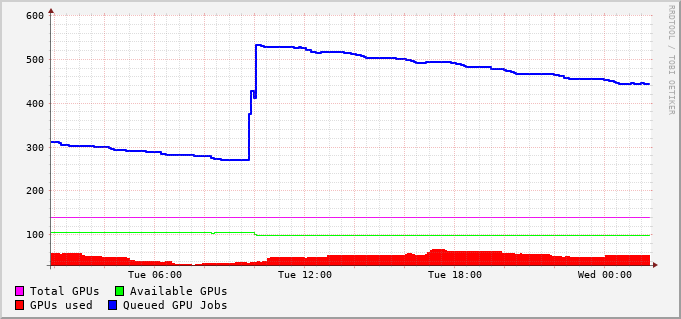 600
500
400
300
200
100
Tue 06:00 Tue 12:00 Tue 18:00 Wed 00:00
Total GPUs Available GPUs
GPUs used Queued GPU Jobs
RRDTOOL / TOBI OETIKER